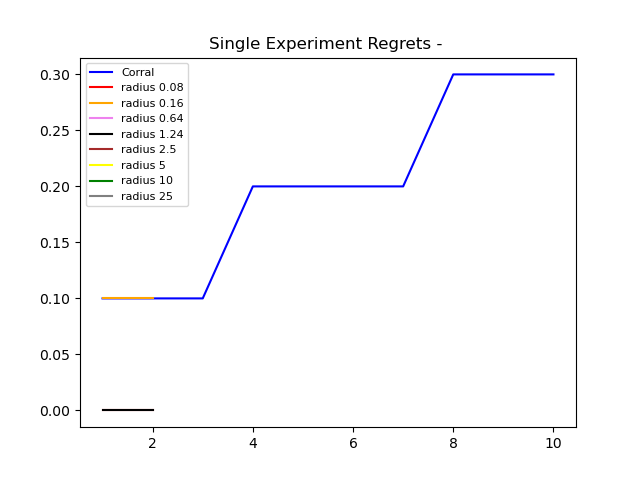 Single Experiment Regrets -
Corral
radius 0.08
radius 0.16
radius 0.64
radius 1.24
radius 2.5
radius 5
radius 10
radius 25
0.30
0.25
0.20
0.15
0.10
0.05
0.00
2
4
6
8
10